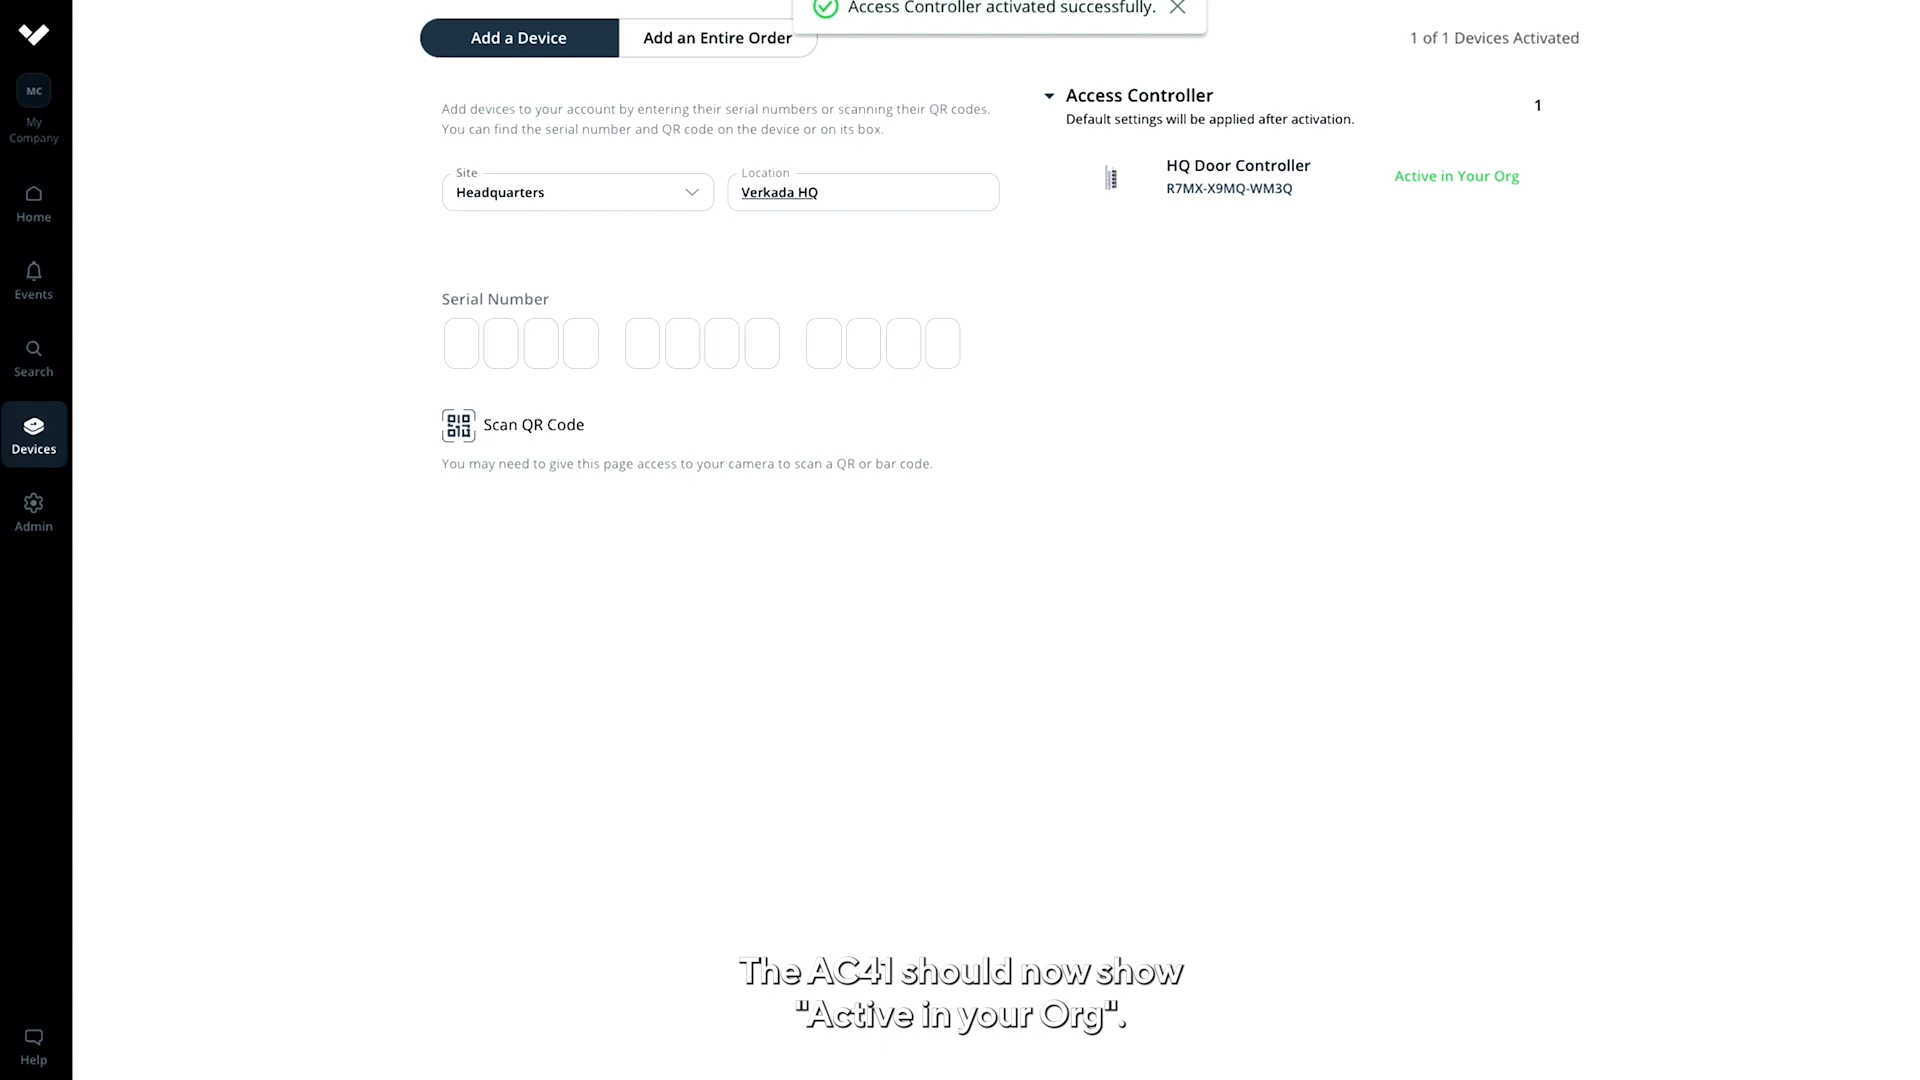 Access Controller activated successfully.
Add a Device
Add an Entire Order
1 of 1 Devices Activated
MC
My
Company
Home
Events
Search
Devices
Admin
Help
Add devices to your account by entering their serial numbers or scanning their QR codes.
You can find the serial number and QR code on the device or on its box.
Site
Headquarters
Location
Verkada HQ
Serial Number
Scan QR Code
You may need to give this page access to your camera to scan a QR or bar code.
Access Controller
1
Default settings will be applied after activation.
HQ Door Controller
R7MX-X9MQ-WM3Q
Active in Your Org
The AC41 should now show
"Active in your Org".